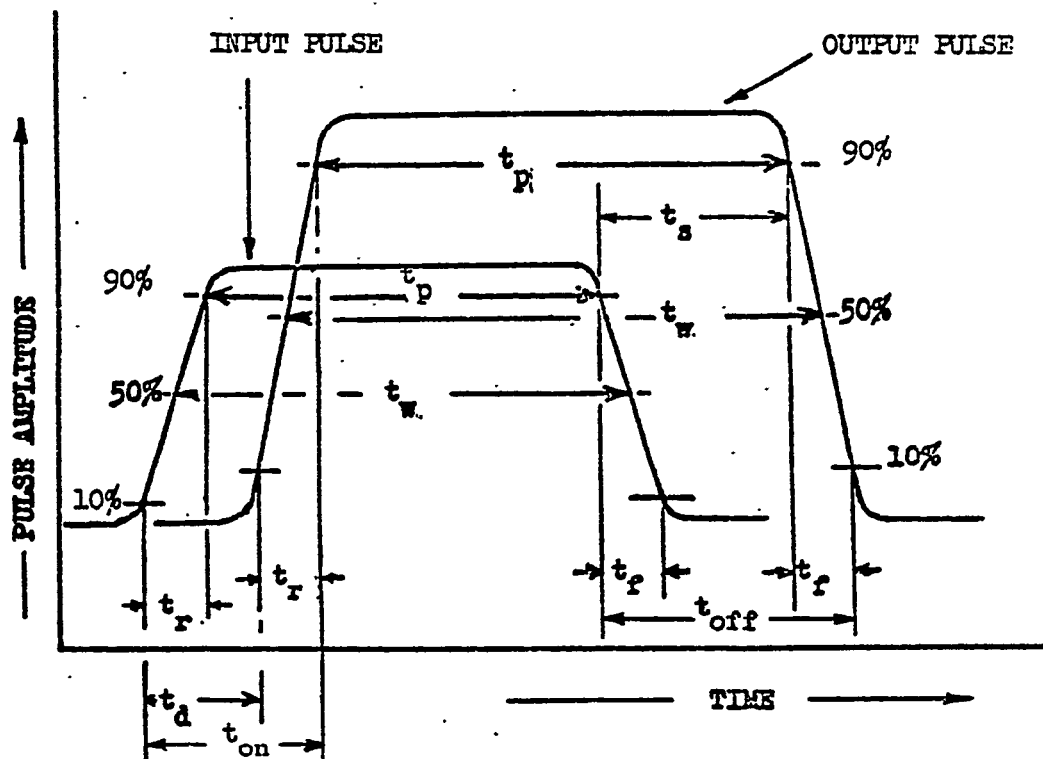 INPUT PULSE
OUTPUT PULSE
90%
tp
ts
90%
tp
50%
tw
50%
tw.
10%
10%
PULSE AMPLITUDE
tr
tr
tf
tf
toff
td
TIME
ton